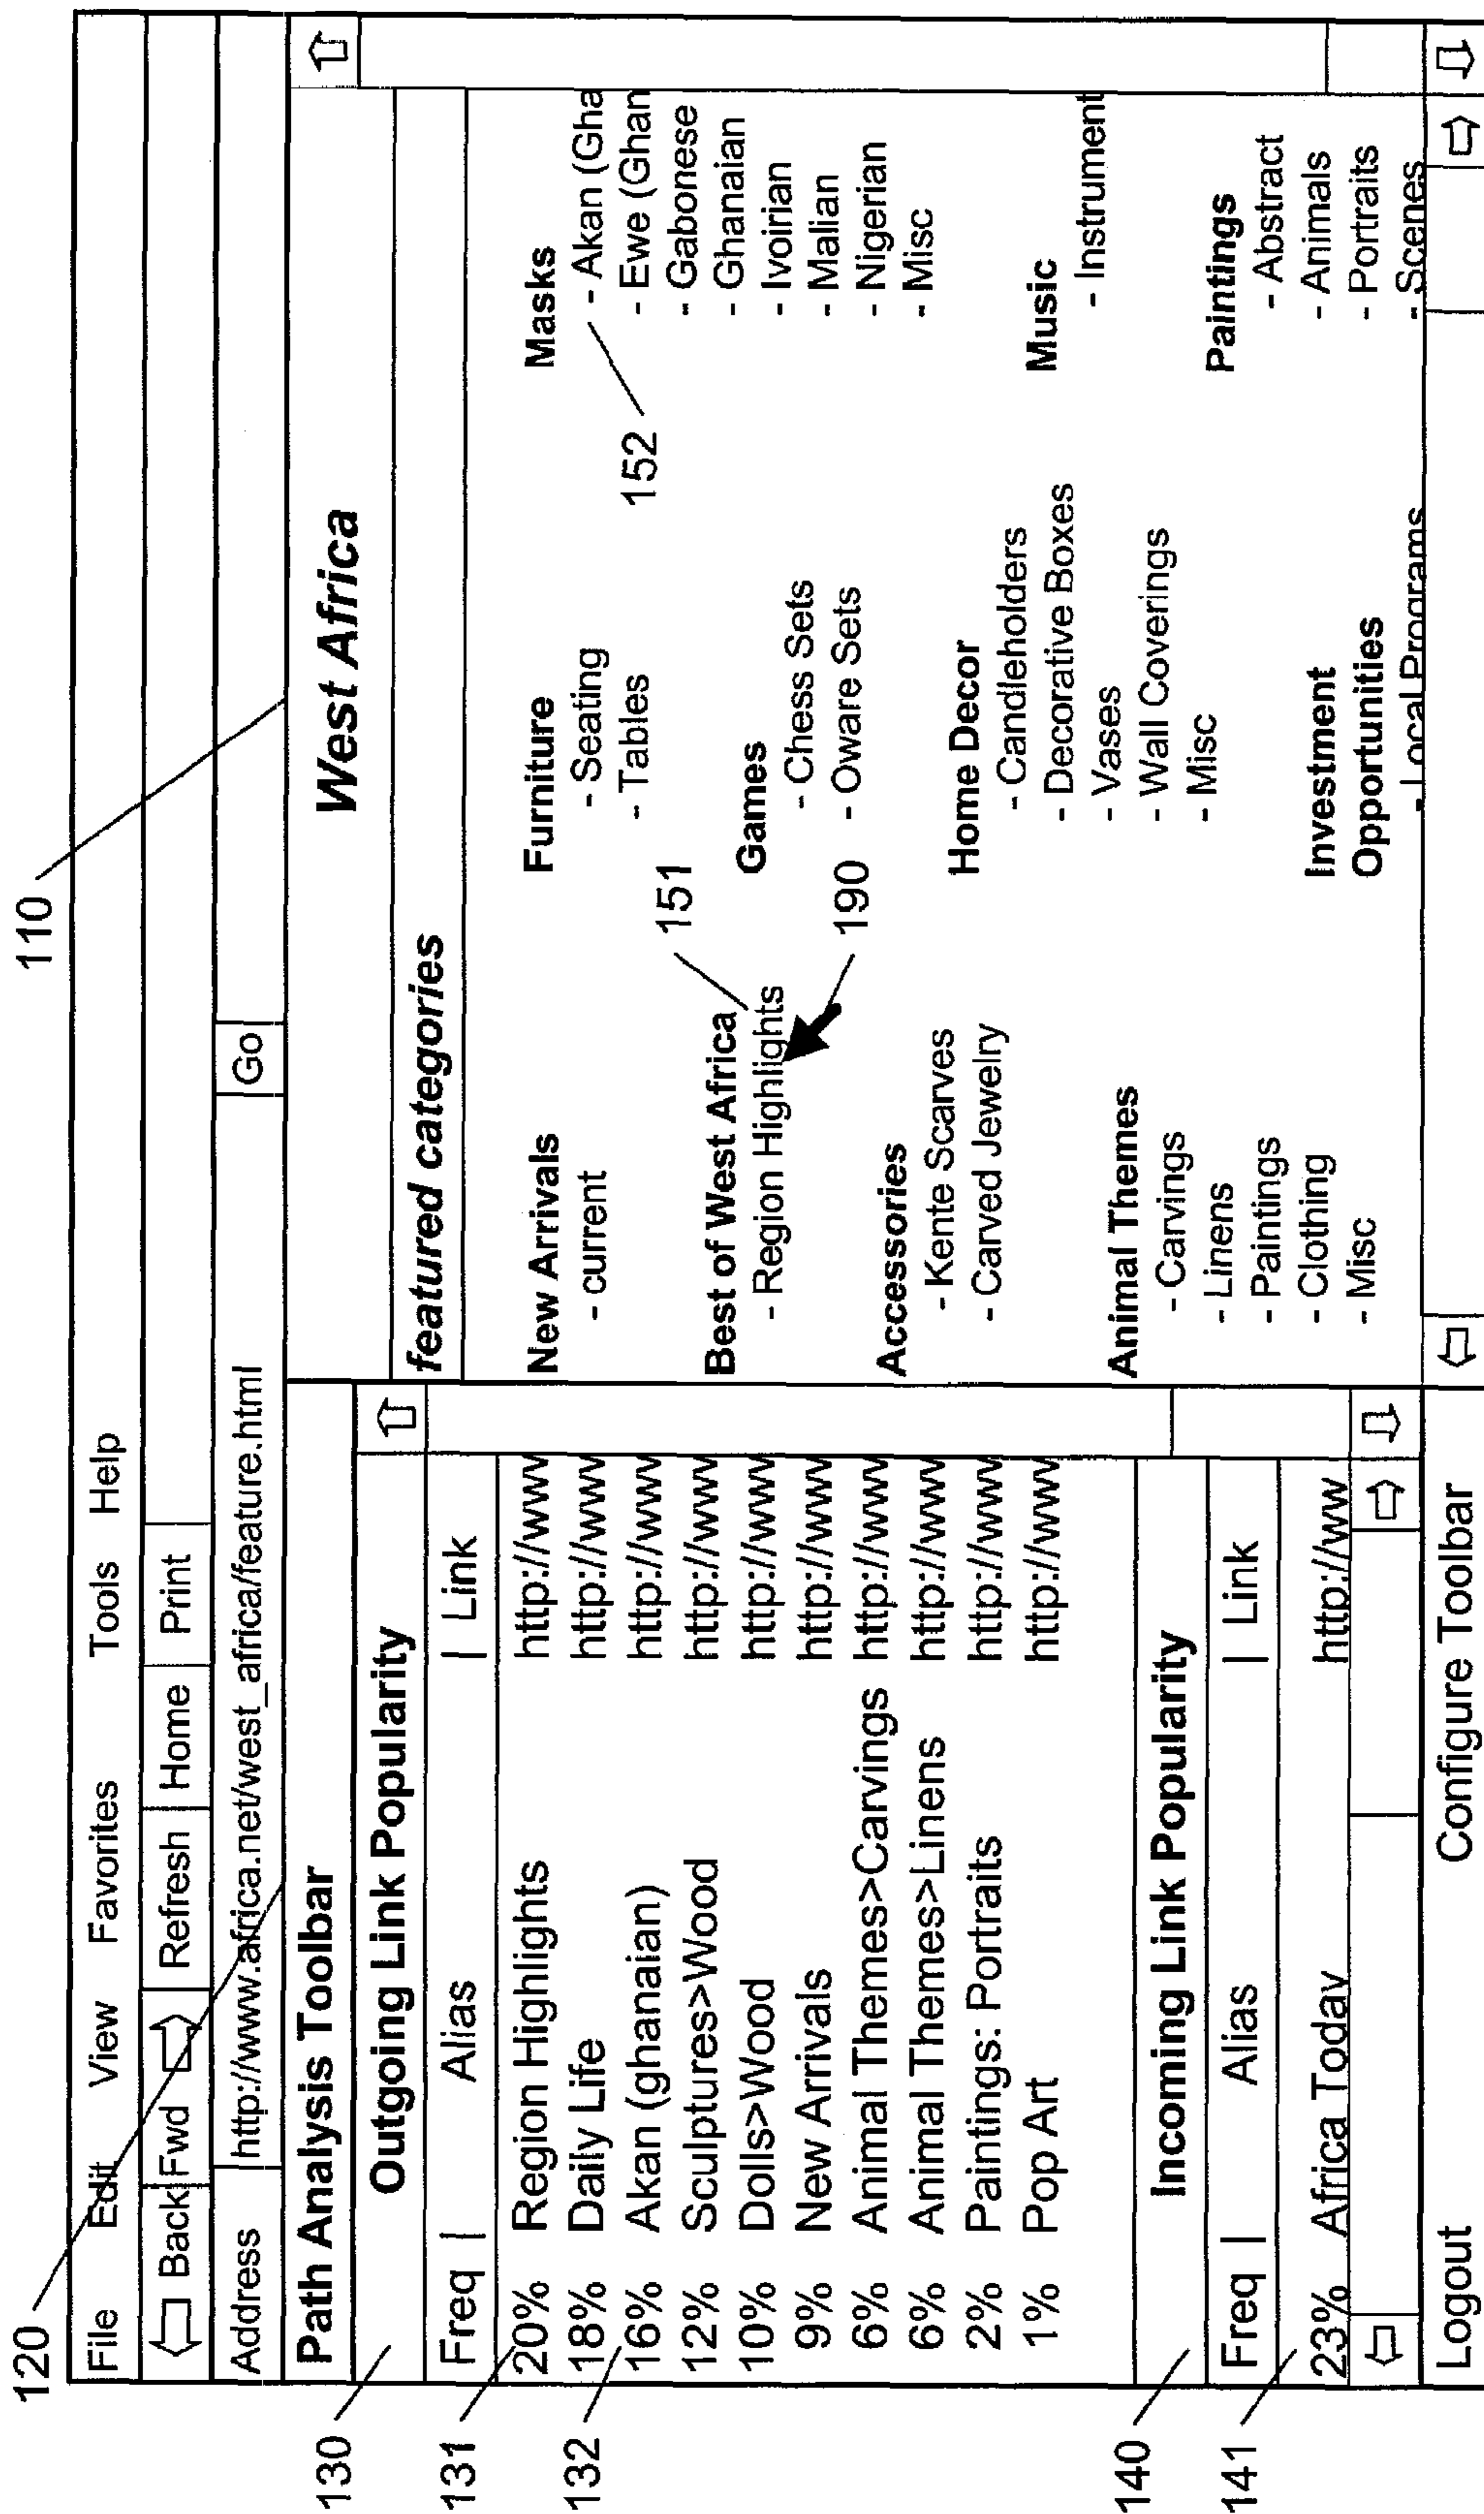 110
120
File Edit View Favorites Tools Help
Back Fwd Refresh Home Print
Address http://www.africa.net/west_africa/feature.html Go
Path Analysis Toolbar
130
Outgoing Link Popularity
Freq | Alias | Link
131
20% Region Highlights http://www
18% Daily Life http://www
132
16% Akan (ghanaian) http://www
12% Sculptures>Wood http://www
10% Dolls>Wood http://www
9% New Arrivals http://www
6% Animal Themes>Carvings http://www
6% Animal Themes>Linens http://www
2% Paintings: Portraits http://www
1% Pop Art http://www
140
Incoming Link Popularity
Freq | Alias | Link
141
23% Africa Today http://ww
Logout Configure Toolbar
West Africa
featured categories
New Arrivals
- current
Best of West Africa
151
- Region Highlights
190
Accessories
- Kente Scarves
- Carved Jewelry
Animal Themes
- Carvings
- Linens
- Paintings
- Clothing
- Misc
Furniture
- Seating
- Tables
Games
- Chess Sets
- Oware Sets
Home Decor
- Candleholders
- Decorative Boxes
- Vases
- Wall Coverings
- Misc
Investment
Opportunities
- Local Programs
Masks
152
- Akan (Gha
- Ewe (Ghan
- Gabonese
- Ghanaian
- Ivoirian
- Malian
- Nigerian
- Misc
Music
- Instrument
Paintings
- Abstract
- Animals
- Portraits
- Scenes